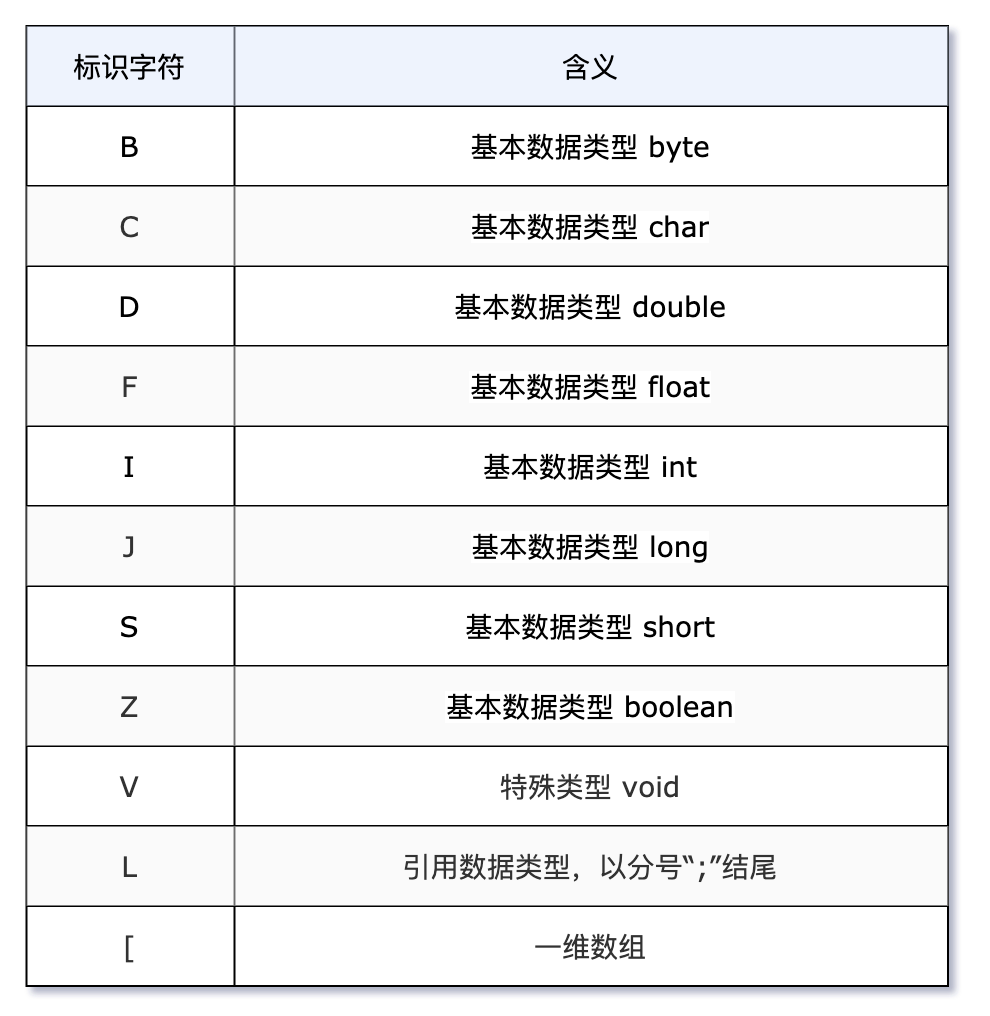 标识字符 含义
B 基本数据类型 byte
C 基本数据类型 char
D 基本数据类型 double
F 基本数据类型 float
I 基本数据类型 int
J 基本数据类型 long
S 基本数据类型 short
Z 基本数据类型 boolean
V 特殊类型 void
L 引用数据类型，以分号“;”结尾
[ 一维数组